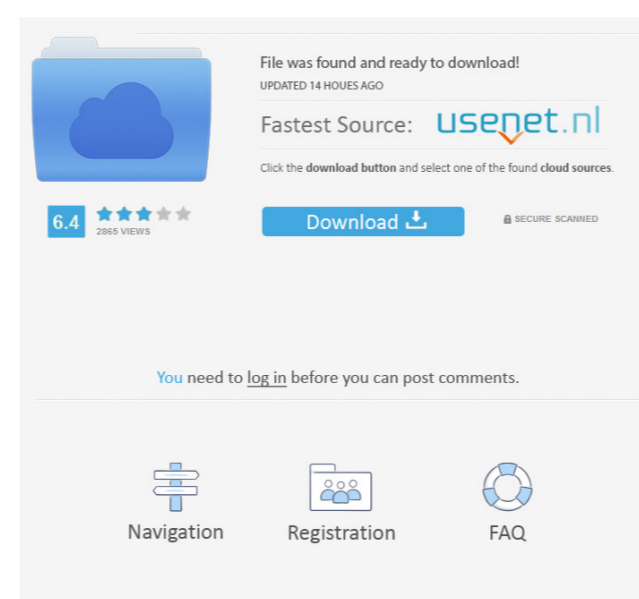 File was found and ready to download!
UPDATED 14 HOUES AGO
Fastest Source: usenet.nl
Click the download button and select one of the found cloud sources.
6.4
2865 VIEWS
Download
SECURE SCANNED
You need to log in before you can post comments.
Navigation
Registration
FAQ